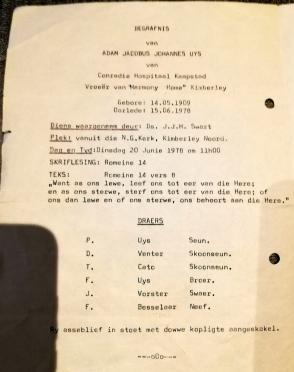 BEGRAFNIS
van
ADAM JACOBUS JOHANNES UYS
van
Conradie Hospitaal Kaapstad
Vroeër van "Harmony Home" Kimberley
Gebore: 14.05.1909
Oorlede: 15.06.1978
Diens waargeneem deur: Ds. J.J.H. Swart
Plek: vanuit die N.G.Kerk, Kimberley Noord.
Dag en Tyd: Dinsdag 20 Junie 1978 om 11h00
SKRIFLESING: Romeine 14
TEKS: Romeine 14 vers 8
„Want as ons lewe, leef ons tot eer van die Here;
en as ons sterwe, sterf ons tot eer van die Here; of
ons dan lewe en of ons sterwe, ons behoort aan die Here."
DRAERS
P. Uys Seun.
D. Venter Skoonseun.
T. Cato Skoonseun.
F. Uys Broer.
J. Vorster Swaer.
F. Besselaar Neef.
Ry asseblief in stoet met dowwe kopligte aangeskakel.
---oOo---